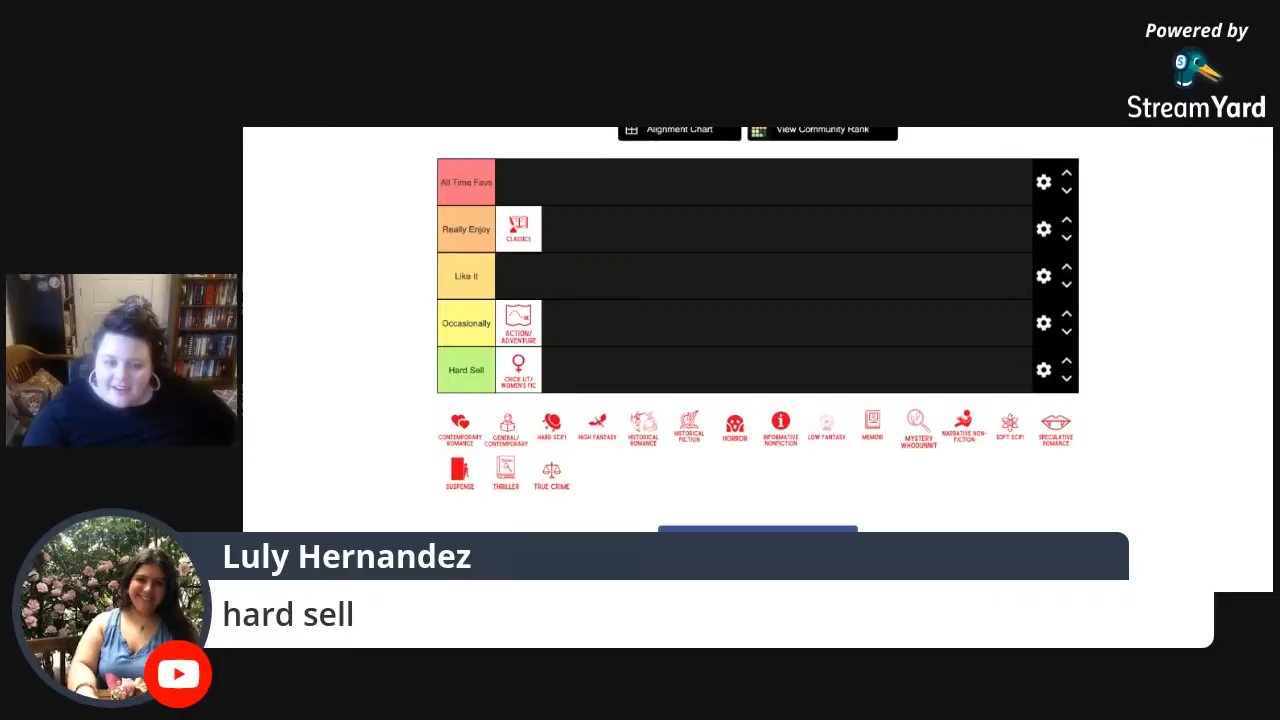 Powered by
StreamYard
Alignment Chart
View Community Rank
All Time Favs
Really Enjoy
CLASSICS
Like It
Occasionally
ACTION/
ADVENTURE
Hard Sell
CHICK LIT/
WOMEN'S FIC
CONTEMPORARY
ROMANCE
GENERAL/
CONTEMPORARY
HARD SCIFI
HIGH FANTASY
HISTORICAL
ROMANCE
HISTORICAL
FICTION
HORROR
INFORMATIVE
NONFICTION
LOW FANTASY
MEMOIR
MYSTERY
WHODUNNIT
NARRATIVE NON-
FICTION
SOFT SCIFI
SPECULATIVE
ROMANCE
SUSPENSE
THRILLER
TRUE CRIME
Luly Hernandez
hard sell